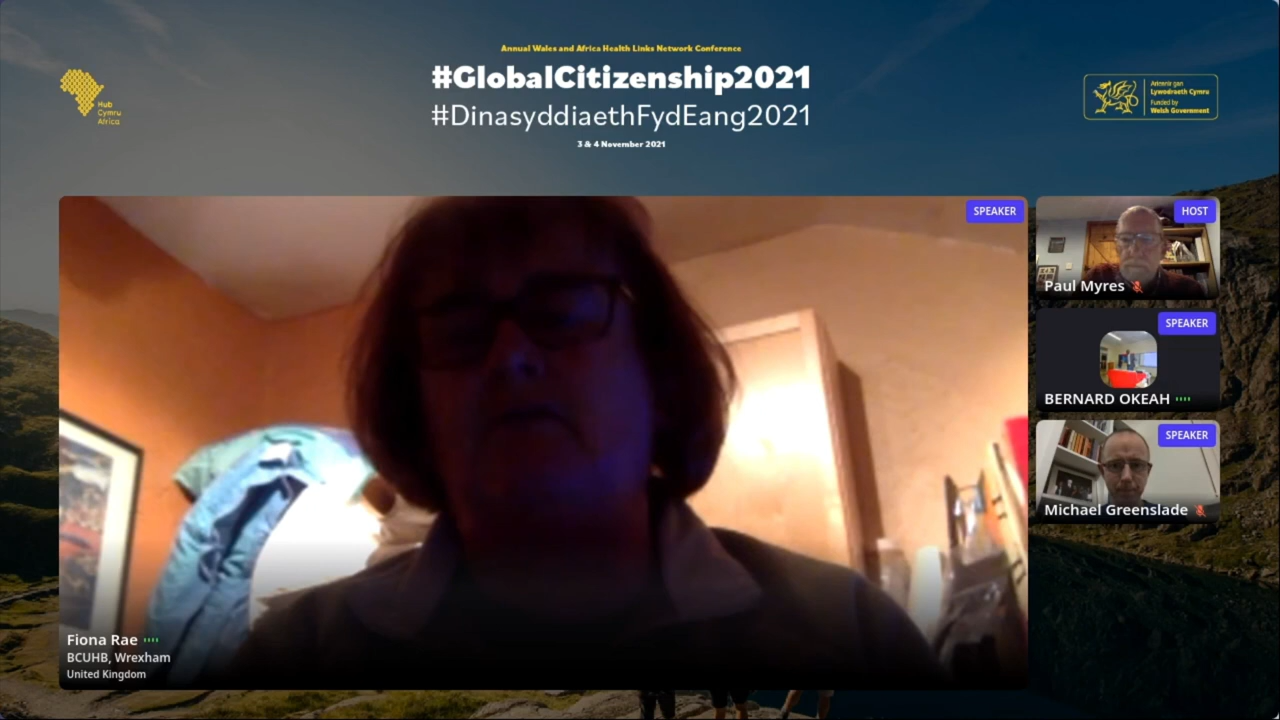 Annual Wales and Africa Health Links Network Conference
#GlobalCitizenship2021
#DinasyddiaethFydEang2021
3 & 4 November 2021
Hub
Cymru
Africa
Ariennir gan
Lywodraeth Cymru
Funded by
Welsh Government
SPEAKER
Fiona Rae
BCUHB, Wrexham
United Kingdom
HOST
Paul Myres
SPEAKER
BERNARD OKEAH
SPEAKER
Michael Greenslade